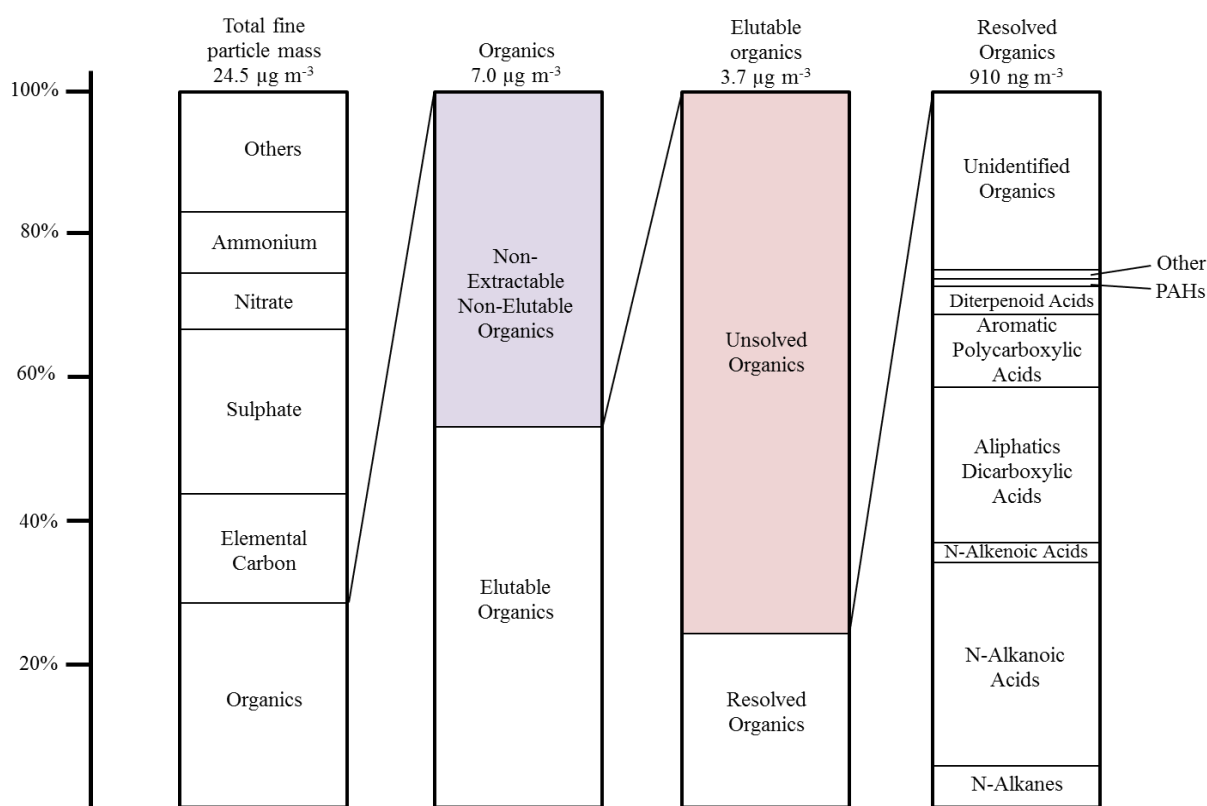 Total fine
particle mass
24.5 µg m-3
Organics
7.0 µg m-3
Elutable
organics
3.7 µg m-3
Resolved
Organics
910 ng m-3
100%
80%
60%
40%
20%
Others
Ammonium
Nitrate
Sulphate
Elemental
Carbon
Organics
Non-
Extractable
Non-Elutable
Organics
Elutable
Organics
Unsolved
Organics
Resolved
Organics
Unidentified
Organics
Other
PAHs
Diterpenoid Acids
Aromatic
Polycarboxylic
Acids
Aliphatics
Dicarboxylic
Acids
N-Alkenoic Acids
N-Alkanoic
Acids
N-Alkanes